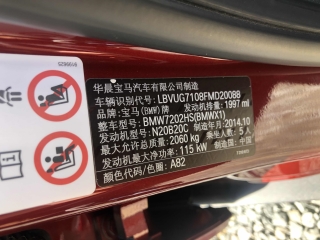 华晨宝马汽车有限公司制造
车辆识别代号: LBVUG7108FMD20088
品牌: 宝马(BMW)牌 发动机排量: 1997 ml
整车型号: BMW7202HS(BMWX1)
发动机型号: N20B20C 制造年月: 2014.10
最大允许总质量: 2060 kg 乘坐人数: 5 人
发动机最大净功率: 115 kW 制造国: 中国
颜色代码/色圈: A82